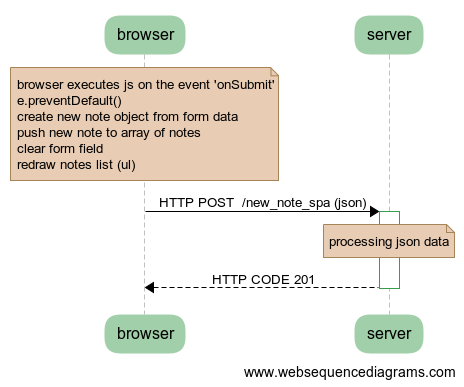 browser
server
browser executes js on the event 'onSubmit'
e.preventDefault()
create new note object from form data
push new note to array of notes
clear form field
redraw notes list (ul)
HTTP POST /new_note_spa (json)
processing json data
HTTP CODE 201
browser
server
www.websequencediagrams.com